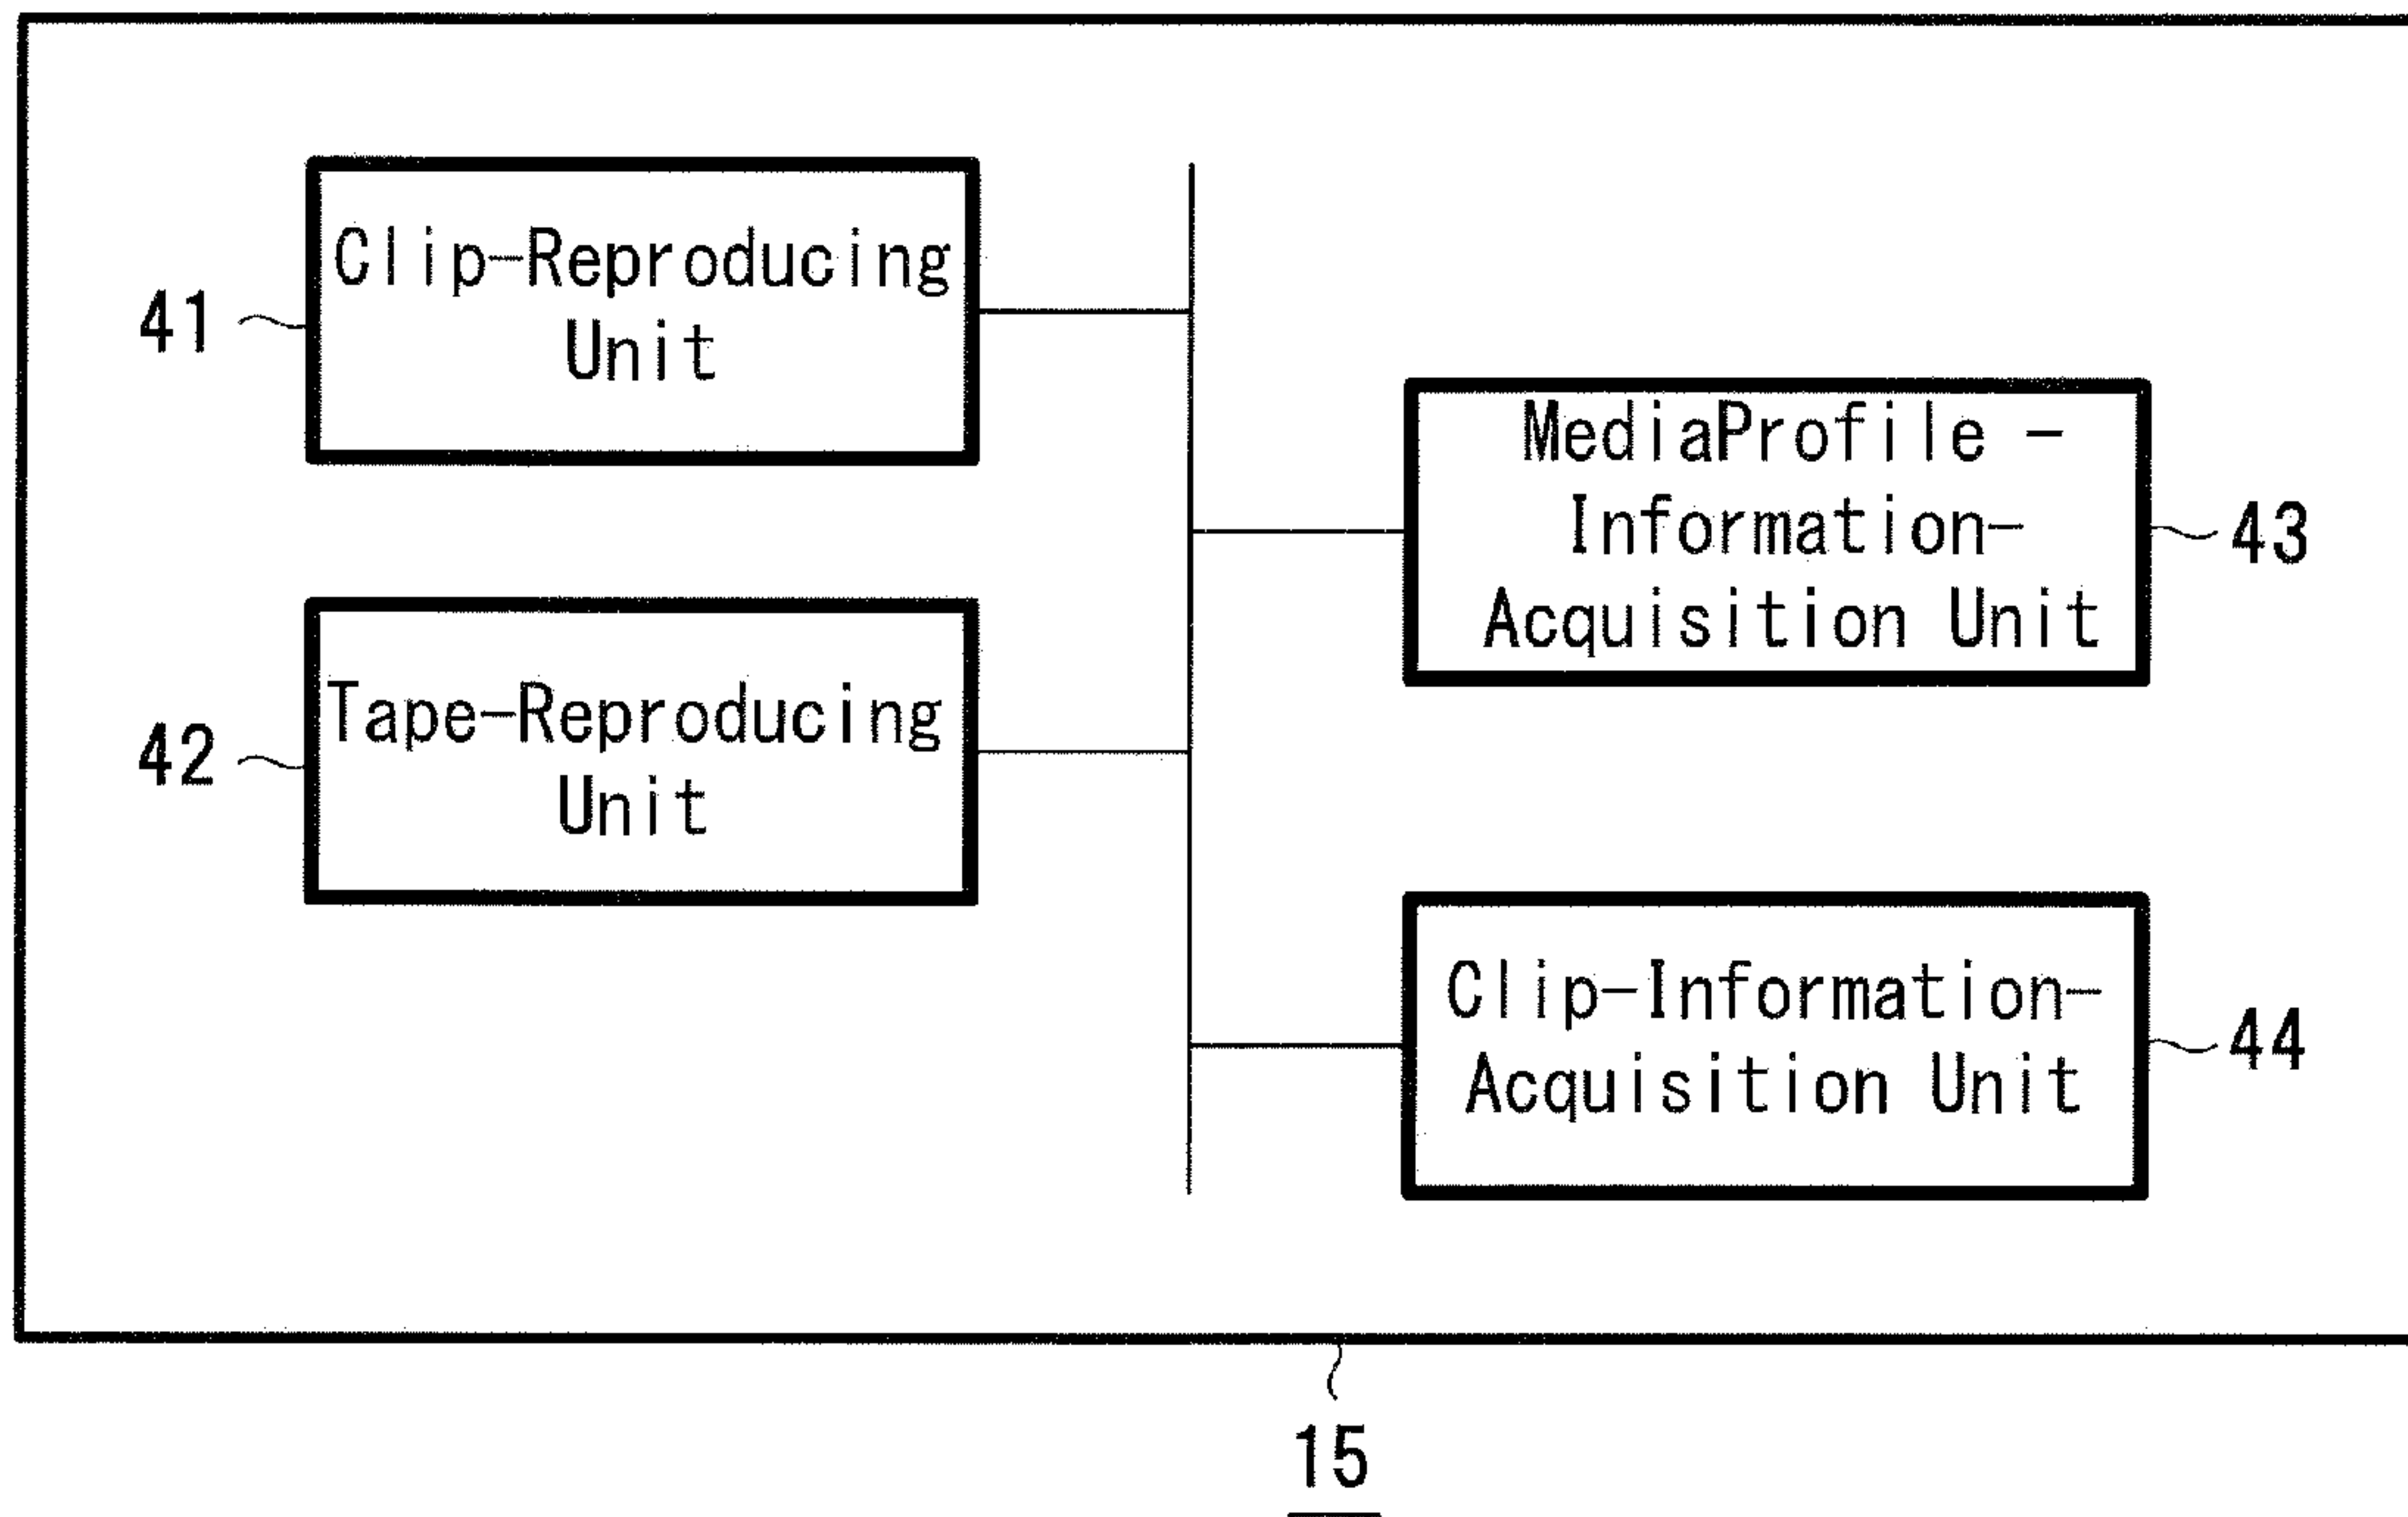 Clip-Reproducing
Unit
41
Tape-Reproducing
Unit
42
MediaProfile -
Information-
Acquisition Unit
43
Clip-Information-
Acquisition Unit
44
15